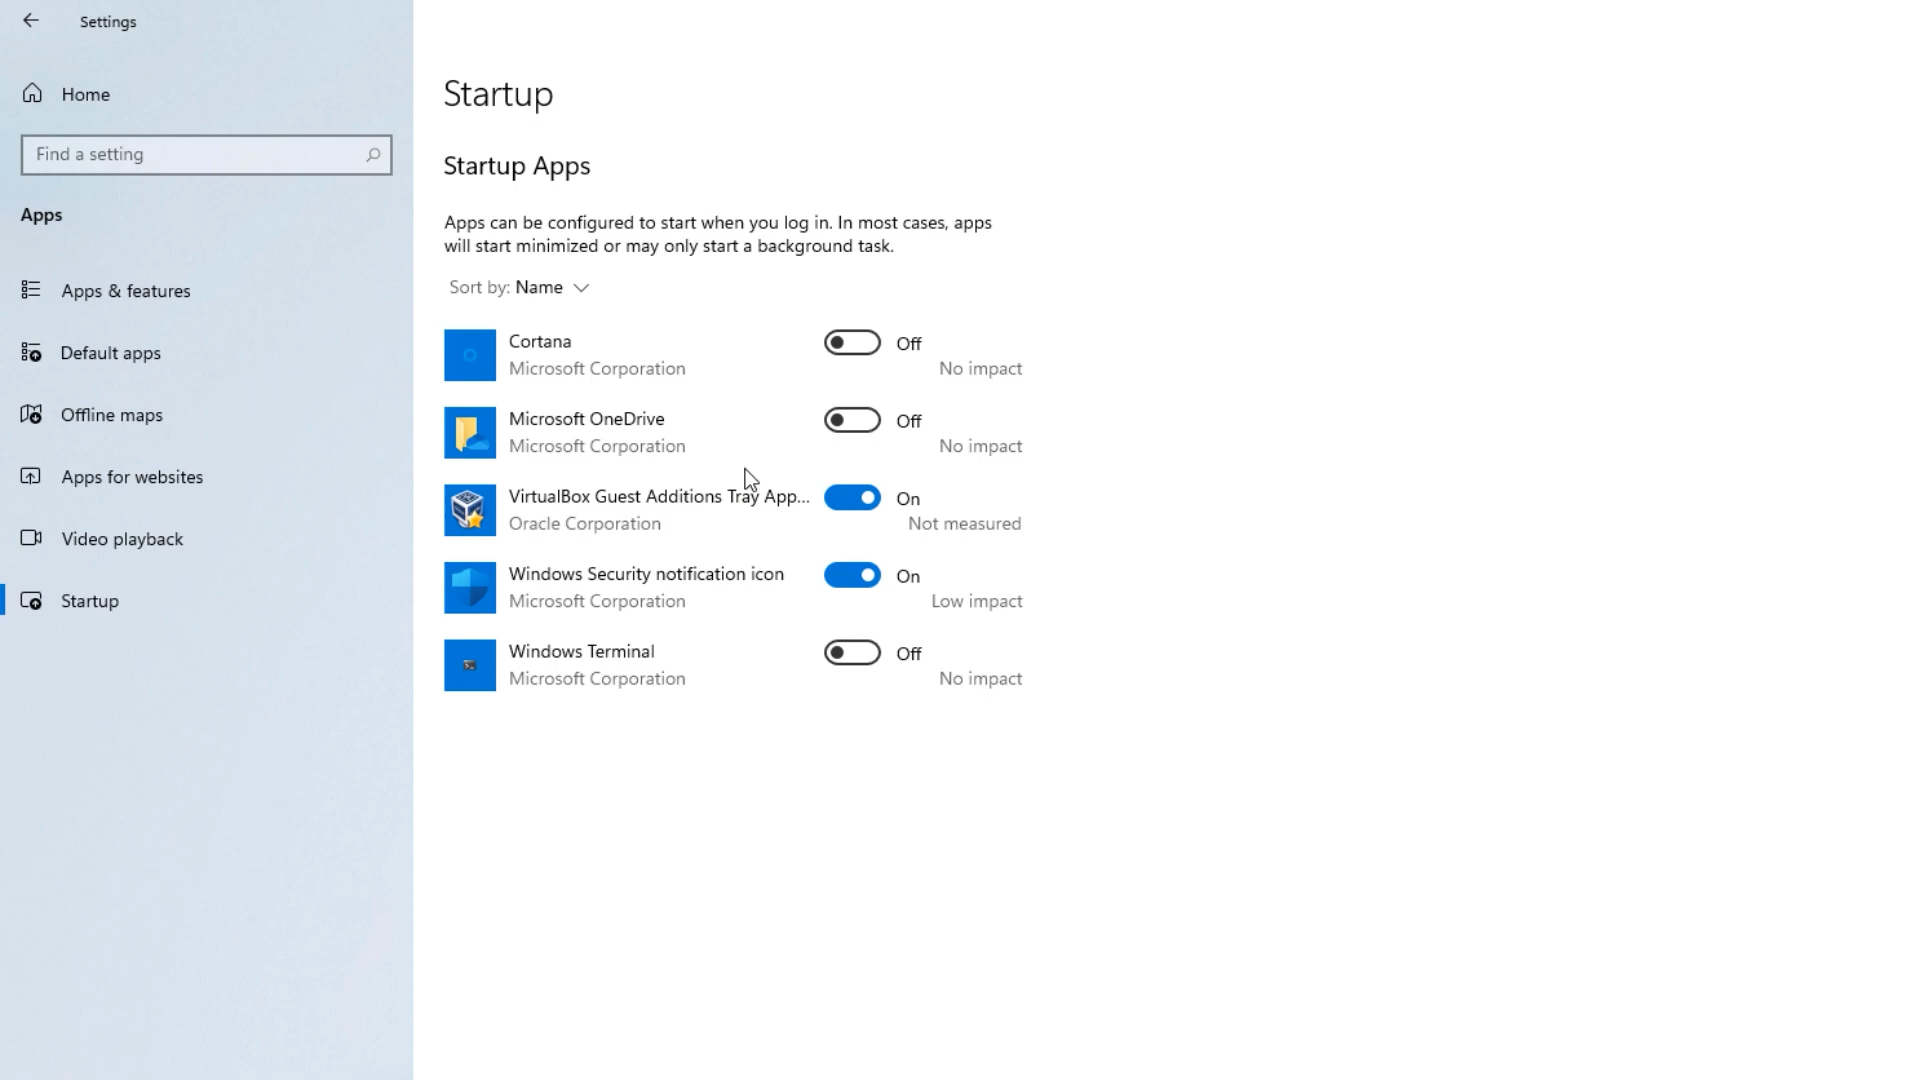 Settings
Home
Find a setting
Apps
Apps & features
Default apps
Offline maps
Apps for websites
Video playback
Startup
Startup
Startup Apps
Apps can be configured to start when you log in. In most cases, apps
will start minimized or may only start a background task.
Sort by: Name
Cortana
Off
Microsoft Corporation
No impact
Microsoft OneDrive
Off
Microsoft Corporation
No impact
VirtualBox Guest Additions Tray App...
On
Oracle Corporation
Not measured
Windows Security notification icon
On
Microsoft Corporation
Low impact
Windows Terminal
Off
Microsoft Corporation
No impact